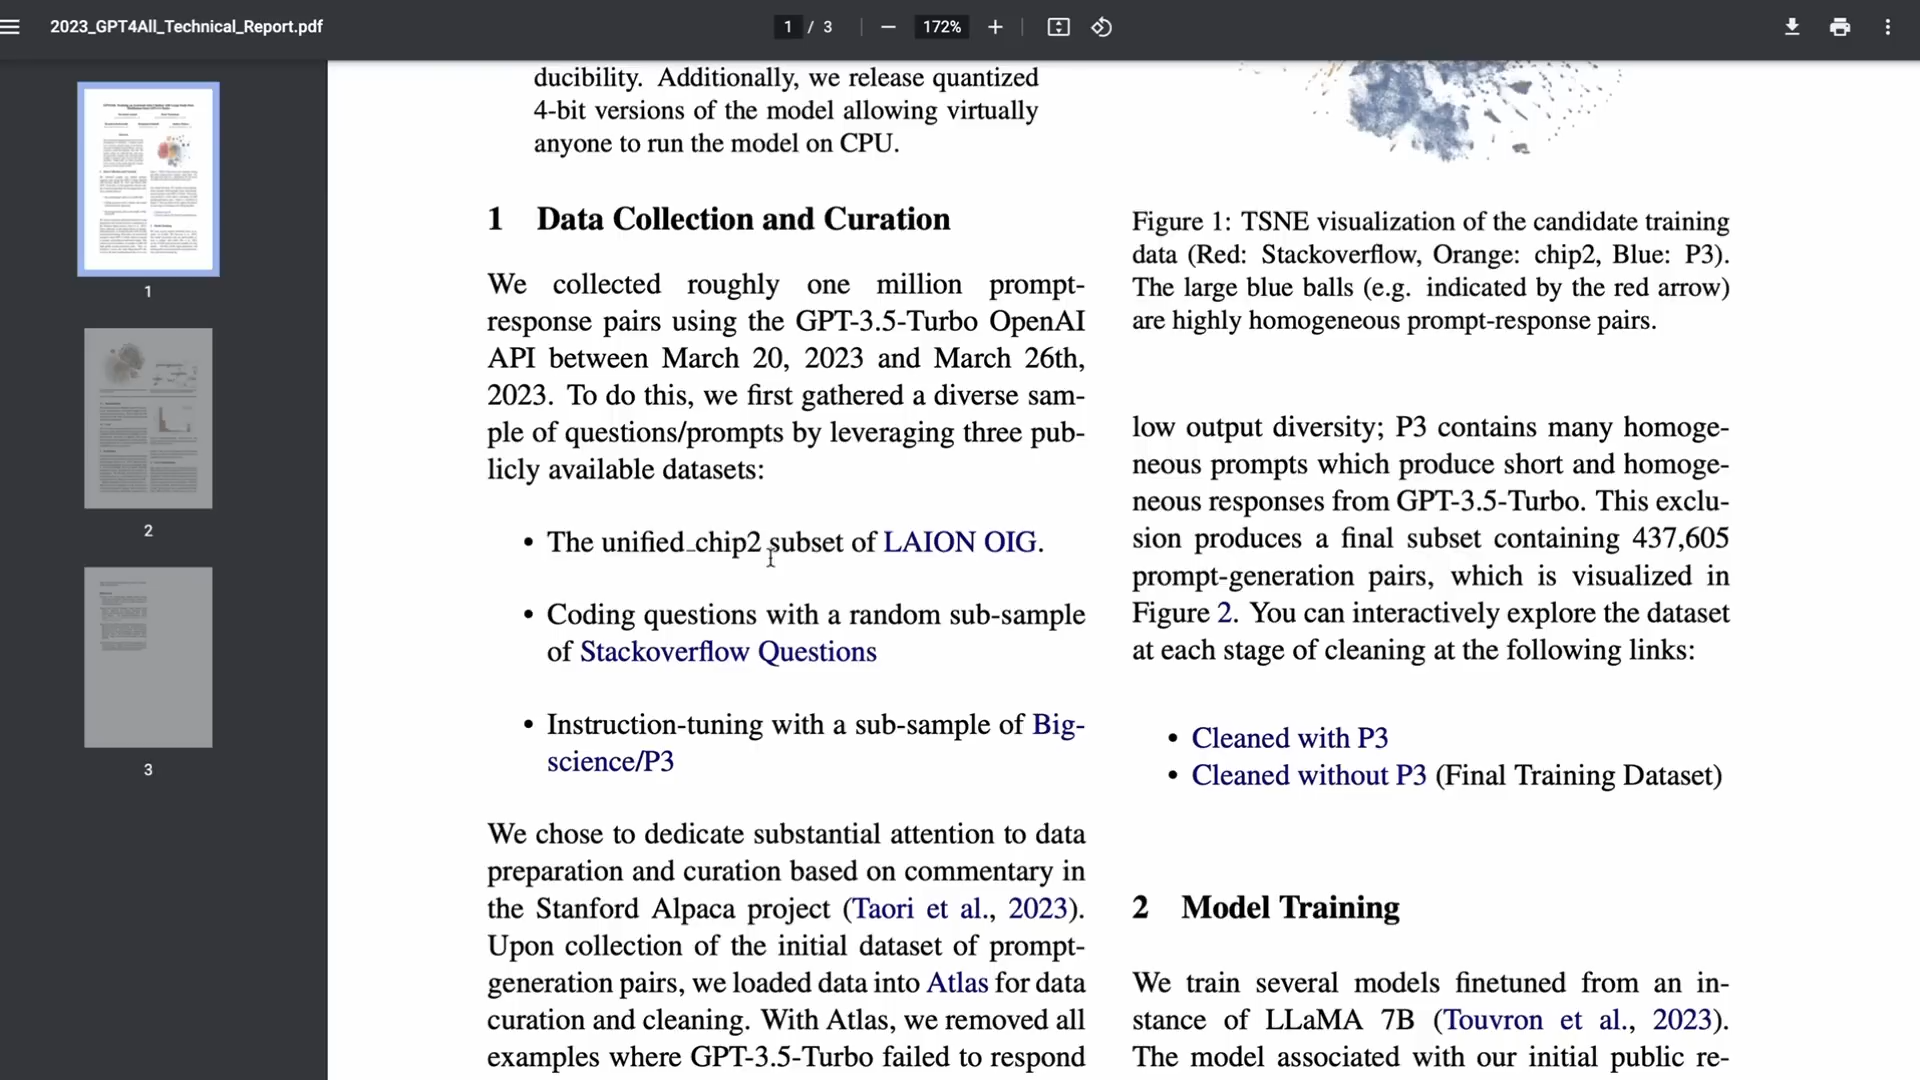 2023_GPT4All_Technical_Report.pdf
1 / 3
172%
1
2
3
ducibility. Additionally, we release quantized
4-bit versions of the model allowing virtually
anyone to run the model on CPU.
1 Data Collection and Curation
We collected roughly one million prompt-
response pairs using the GPT-3.5-Turbo OpenAI
API between March 20, 2023 and March 26th,
2023. To do this, we first gathered a diverse sam-
ple of questions/prompts by leveraging three pub-
licly available datasets:
• The unified_chip2 subset of LAION OIG.
• Coding questions with a random sub-sample
of Stackoverflow Questions
• Instruction-tuning with a sub-sample of Big-
science/P3
We chose to dedicate substantial attention to data
preparation and curation based on commentary in
the Stanford Alpaca project (Taori et al., 2023).
Upon collection of the initial dataset of prompt-
generation pairs, we loaded data into Atlas for data
curation and cleaning. With Atlas, we removed all
examples where GPT-3.5-Turbo failed to respond
Figure 1: TSNE visualization of the candidate training
data (Red: Stackoverflow, Orange: chip2, Blue: P3).
The large blue balls (e.g. indicated by the red arrow)
are highly homogeneous prompt-response pairs.
low output diversity; P3 contains many homoge-
neous prompts which produce short and homoge-
neous responses from GPT-3.5-Turbo. This exclu-
sion produces a final subset containing 437,605
prompt-generation pairs, which is visualized in
Figure 2. You can interactively explore the dataset
at each stage of cleaning at the following links:
• Cleaned with P3
• Cleaned without P3 (Final Training Dataset)
2 Model Training
We train several models finetuned from an in-
stance of LLaMA 7B (Touvron et al., 2023).
The model associated with our initial public re-